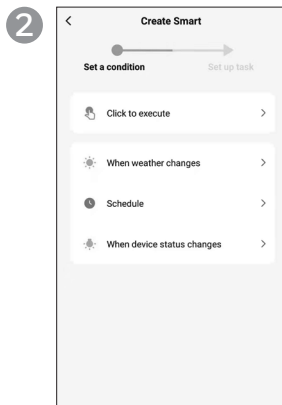 2
Create Smart
Set a condition Set up task
Click to execute
When weather changes
Schedule
When device status changes